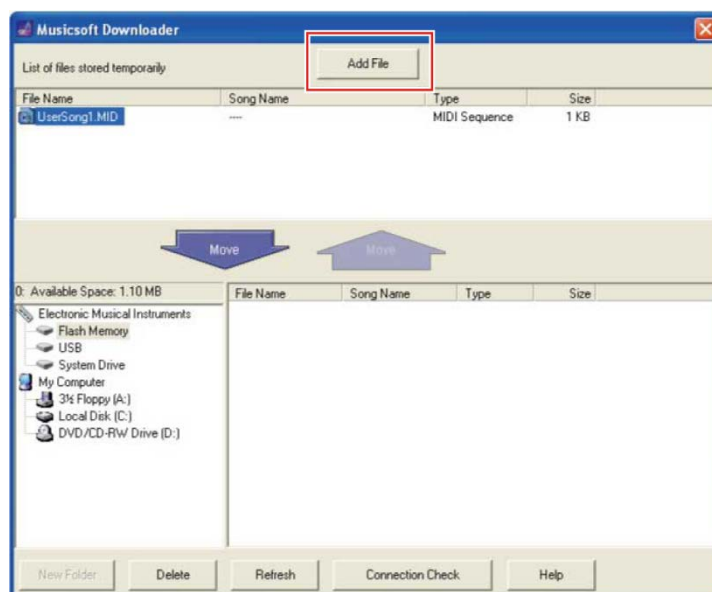 Musicsoft Downloader
List of files stored temporarily
Add File
File Name Song Name Type Size
UserSong1.MID ---- MIDI Sequence 1 KB
Move Move
0: Available Space: 1.10 MB
File Name Song Name Type Size
Electronic Musical Instruments
Flash Memory
USB
System Drive
My Computer
3½ Floppy (A:)
Local Disk (C:)
DVD/CD-RW Drive (D:)
New Folder Delete Refresh Connection Check Help